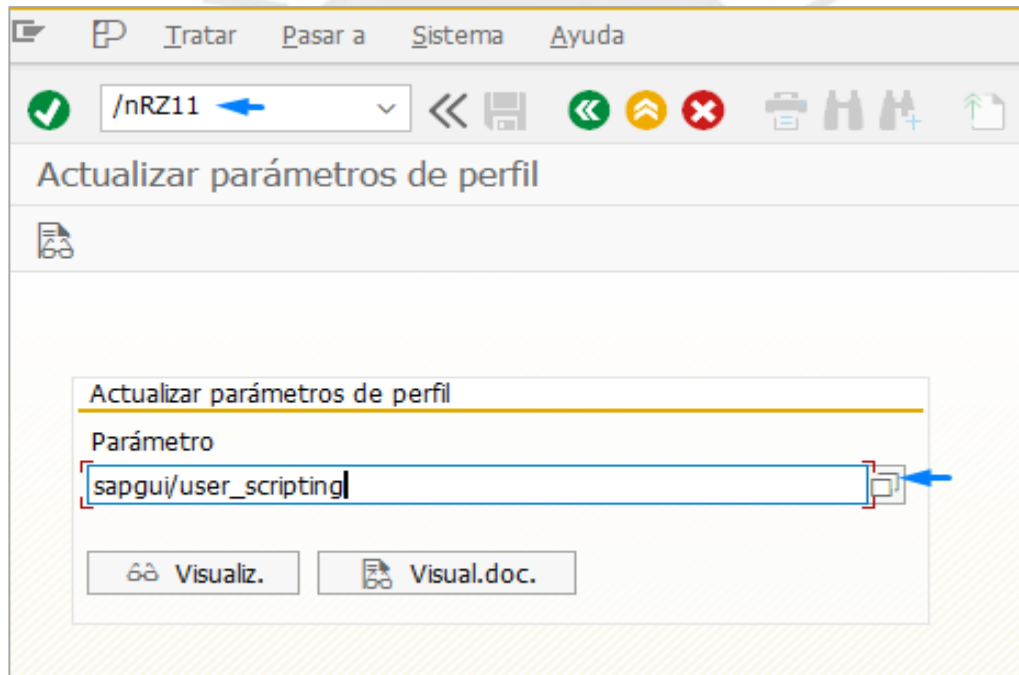 Tratar Pasar a Sistema Ayuda
/nRZ11
Actualizar parámetros de perfil
Actualizar parámetros de perfil
Parámetro
sapgui/user_scripting
Visualiz. Visual.doc.